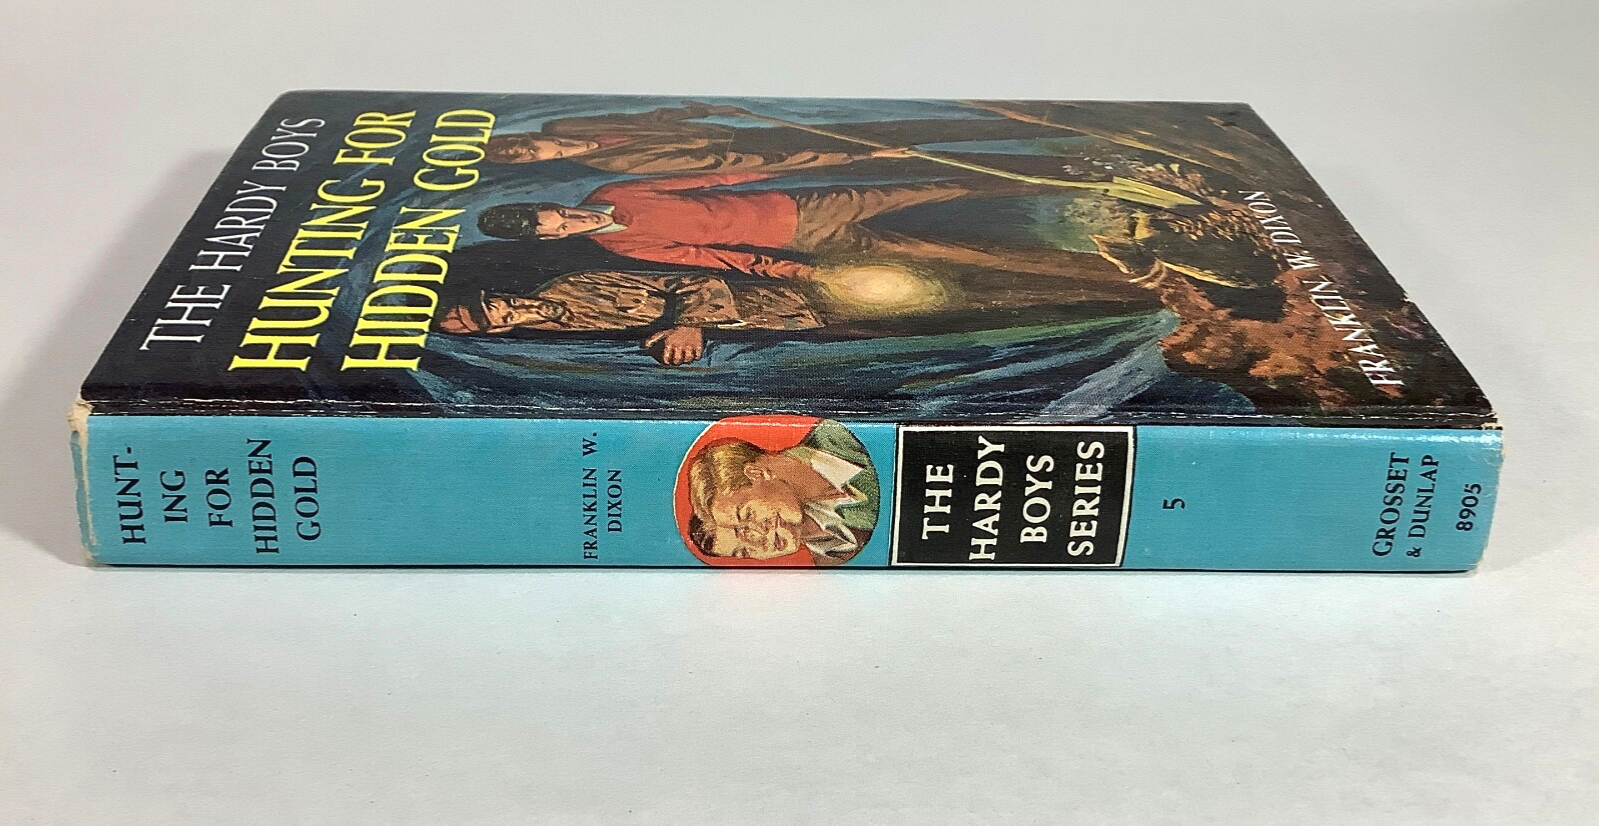 THE HARDY BOYS
HUNTING FOR
HIDDEN GOLD
FRANKLIN W. DIXON
HUNT-
ING
FOR
HIDDEN
GOLD
FRANKLIN W.
DIXON
THE
HARDY
BOYS
SERIES
5
GROSSET
& DUNLAP
8905